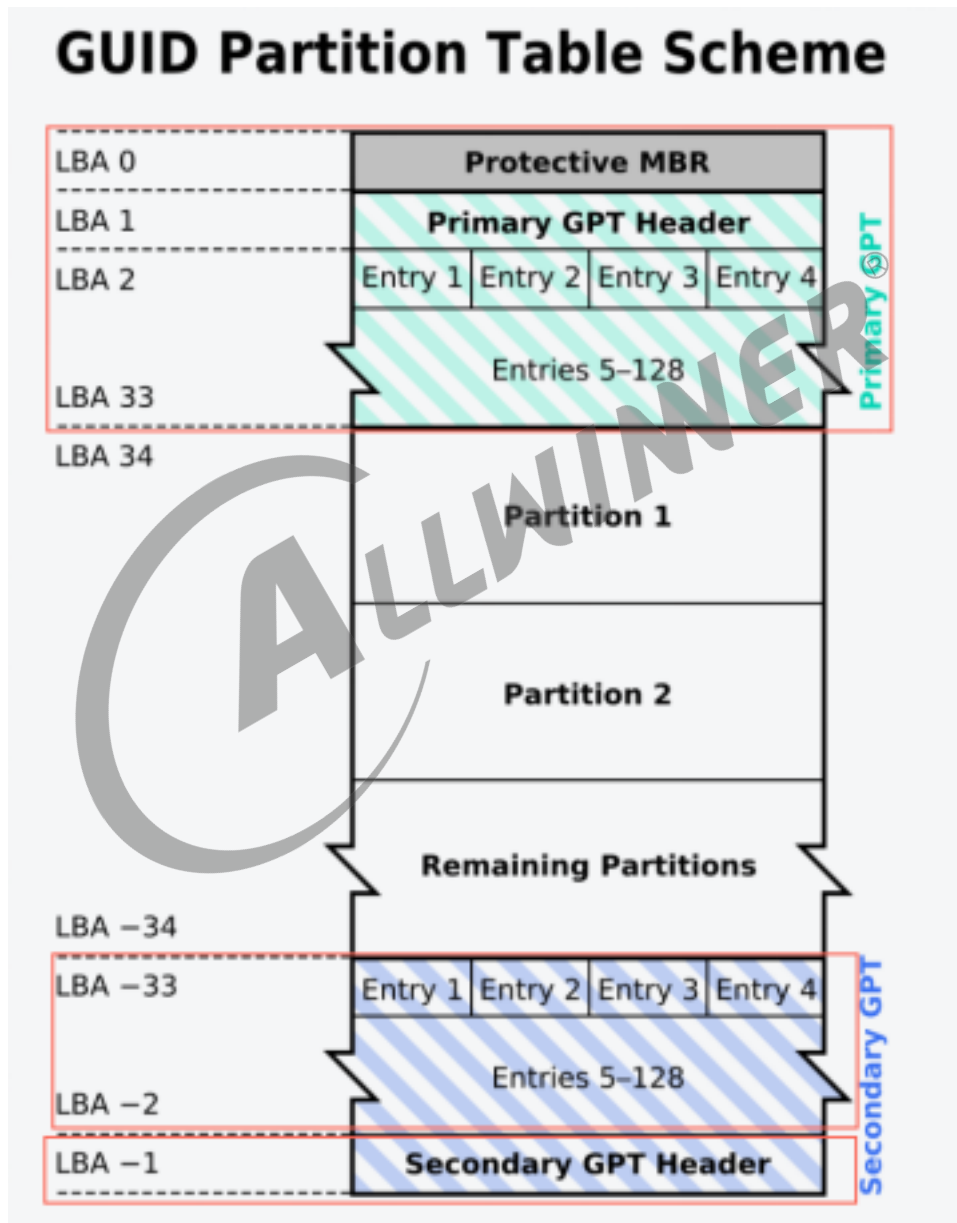 GUID Partition Table Scheme
LBA 0
Protective MBR
LBA 1
Primary GPT Header
LBA 2
Entry 1 Entry 2 Entry 3 Entry 4
Entries 5–128
LBA 33
Primary GPT
LBA 34
Partition 1
ALLWINNER
Partition 2
Remaining Partitions
LBA −34
LBA −33
Entry 1 Entry 2 Entry 3 Entry 4
Entries 5–128
LBA −2
Secondary GPT
LBA −1
Secondary GPT Header